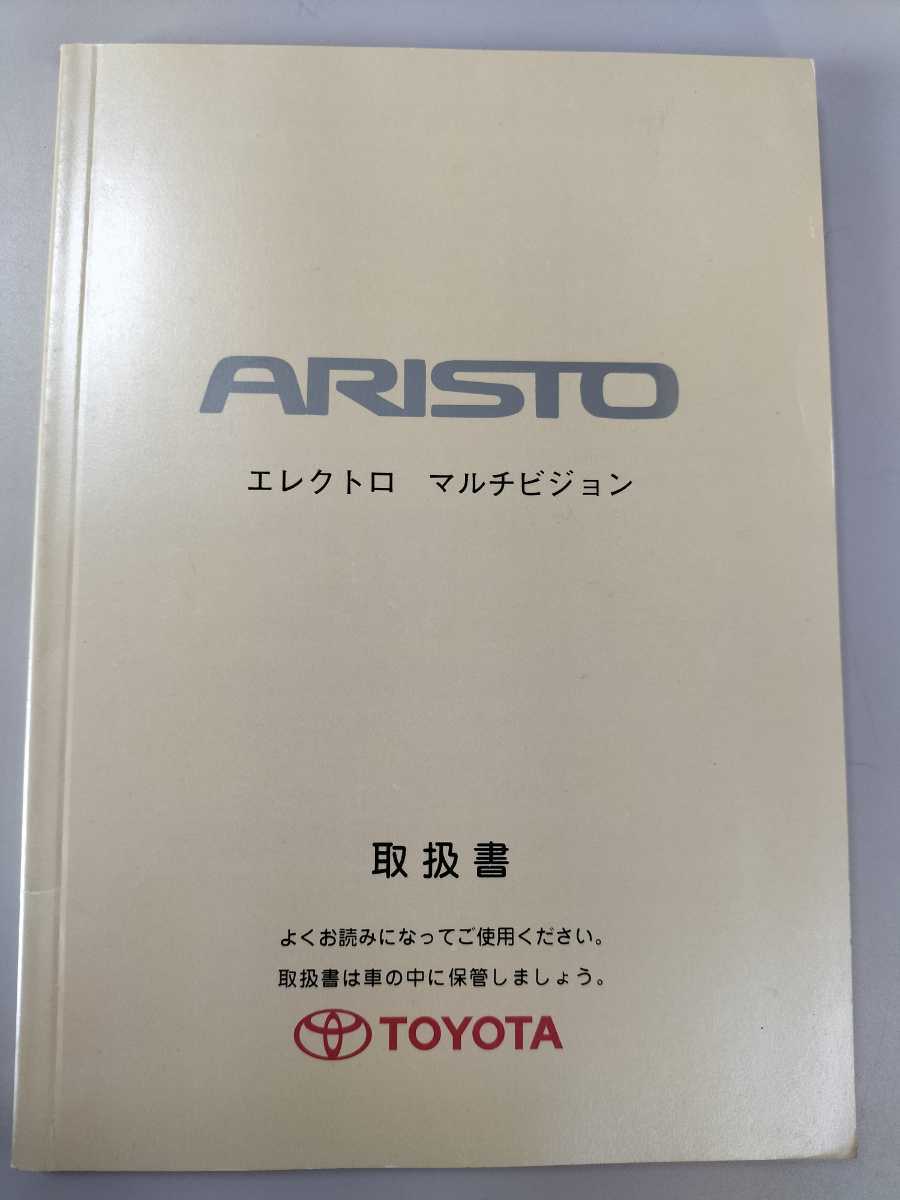 ARISTO
エレクトロ マルチビジョン
取扱書
よくお読みになってご使用ください。
取扱書は車の中に保管しましょう。
TOYOTA